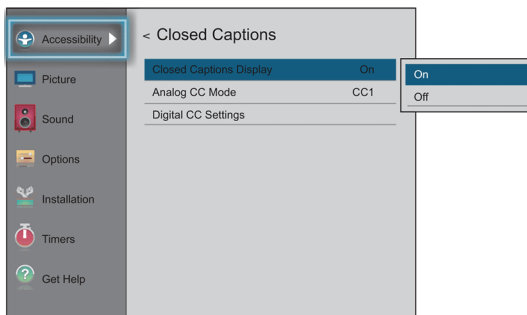 Accessibility
Picture
Sound
Options
Installation
Timers
Get Help
< Closed Captions
Closed Captions Display On
Analog CC Mode CC1
Digital CC Settings
On
Off